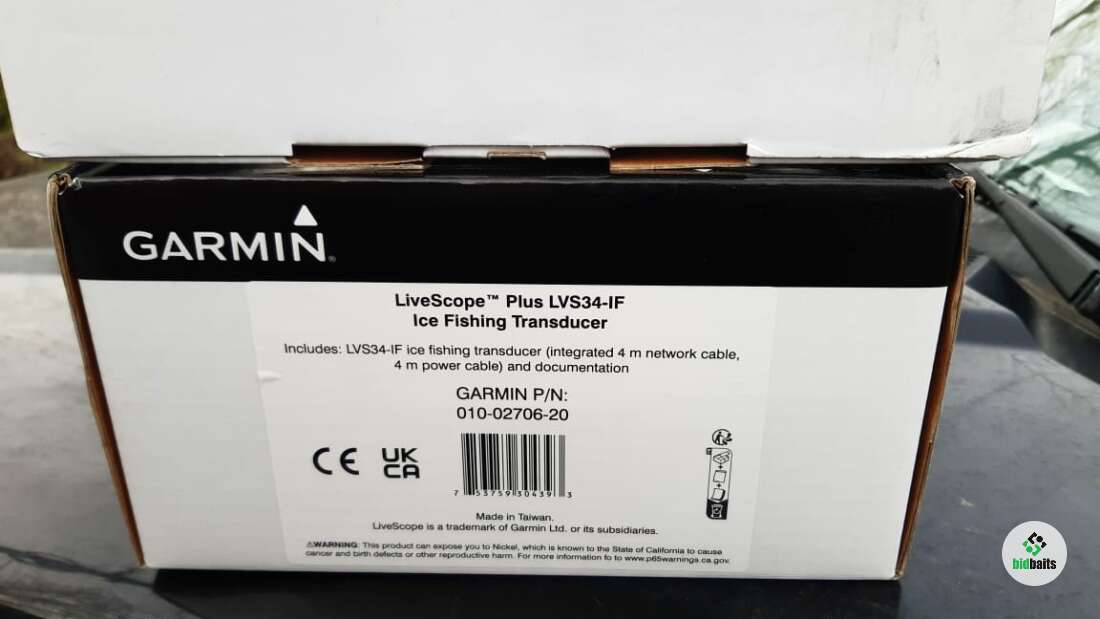 GARMIN
LiveScope™ Plus LVS34-IF
Ice Fishing Transducer
Includes: LVS34-IF ice fishing transducer (integrated 4 m network cable,
4 m power cable) and documentation
GARMIN P/N:
010-02706-20
CE UK
CA
7 53759 30439 3
Made in Taiwan.
LiveScope is a trademark of Garmin Ltd. or its subsidiaries.
⚠WARNING: This product can expose you to Nickel, which is known to the State of California to cause
cancer and birth defects or other reproductive harm. For more information fo to www.p65warnings.ca.gov.
bidbaits